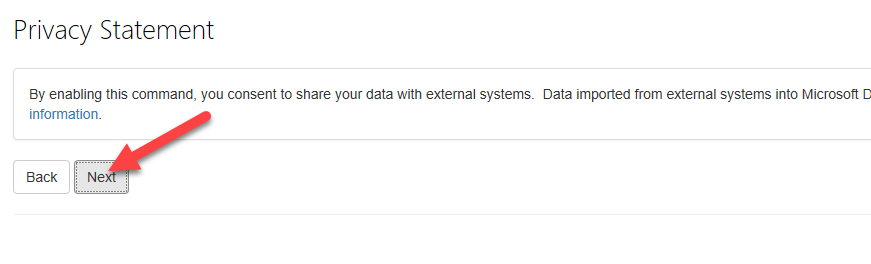 Privacy Statement
By enabling this command, you consent to share your data with external systems.  Data imported from external systems into Microsoft D
information.
Back
Next